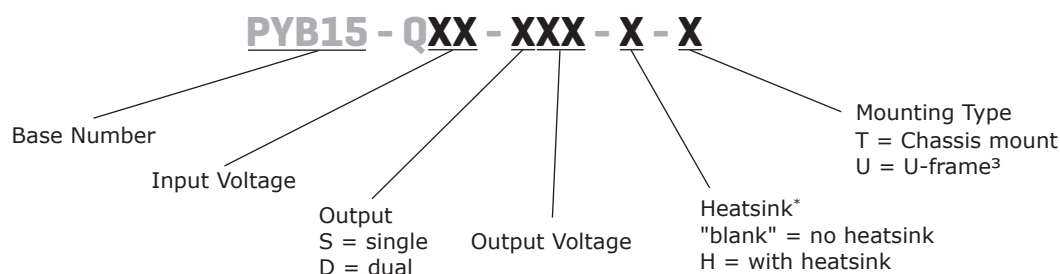 PYB15 - QXX - XXX - X - X
Base Number
Input Voltage
Output
S = single
D = dual
Output Voltage
Heatsink*
"blank" = no heatsink
H = with heatsink
Mounting Type
T = Chassis mount
U = U-frame³